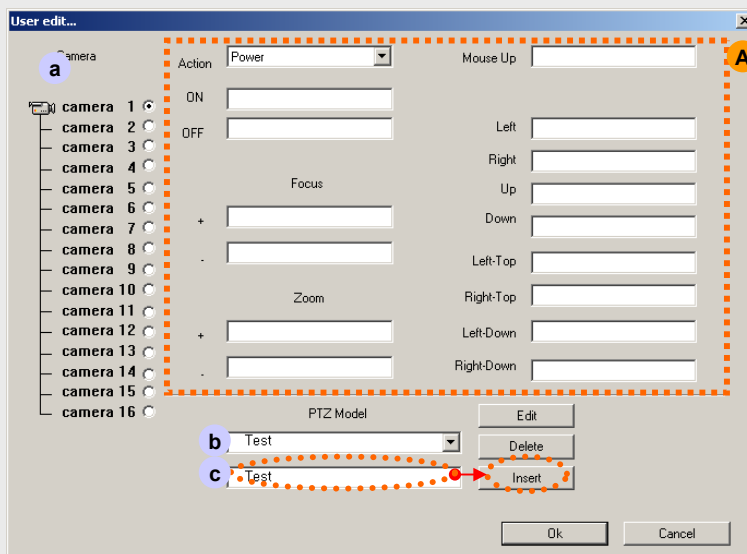 User edit...
Camera
a
A
Action
Power
Mouse Up
ON
OFF
Left
Right
Focus
Up
+
Down
-
Left-Top
Zoom
Right-Top
+
Left-Down
-
Right-Down
camera 1
camera 2
camera 3
camera 4
camera 5
camera 6
camera 7
camera 8
camera 9
camera 10
camera 11
camera 12
camera 13
camera 14
camera 15
camera 16
PTZ Model
Edit
b
Test
Delete
c
Test
Insert
Ok
Cancel